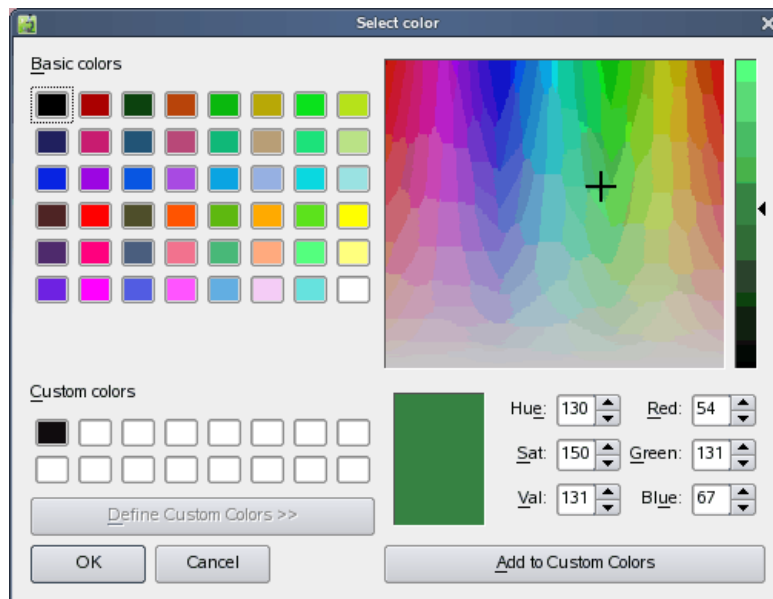 Select color
Basic colors
Custom colors
Define Custom Colors >>
OK Cancel
Hue: 130 Red: 54
Sat: 150 Green: 131
Val: 131 Blue: 67
Add to Custom Colors